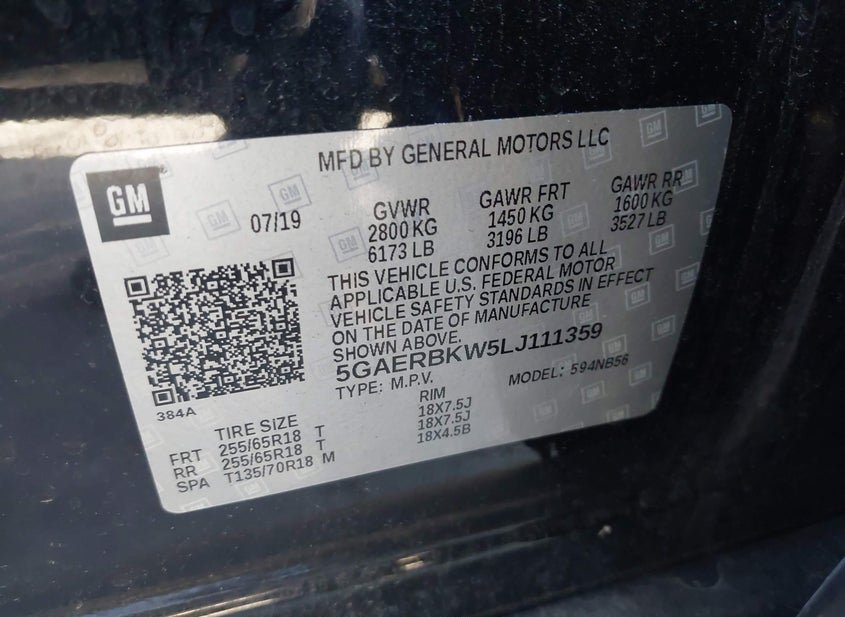 MFD BY GENERAL MOTORS LLC
GM
07/19
GVWR
2800 KG
6173 LB
GAWR FRT
1450 KG
3196 LB
GAWR RR
1600 KG
3527 LB
THIS VEHICLE CONFORMS TO ALL
APPLICABLE U.S. FEDERAL MOTOR
VEHICLE SAFETY STANDARDS IN EFFECT
ON THE DATE OF MANUFACTURE
SHOWN ABOVE.
5GAERBKW5LJ111359
TYPE: M.P.V.
MODEL: 594NB56
384A
TIRE SIZE
RIM
FRT 255/65R18 T 18X7.5J
RR 255/65R18 T 18X7.5J
SPA T135/70R18 M 18X4.5B